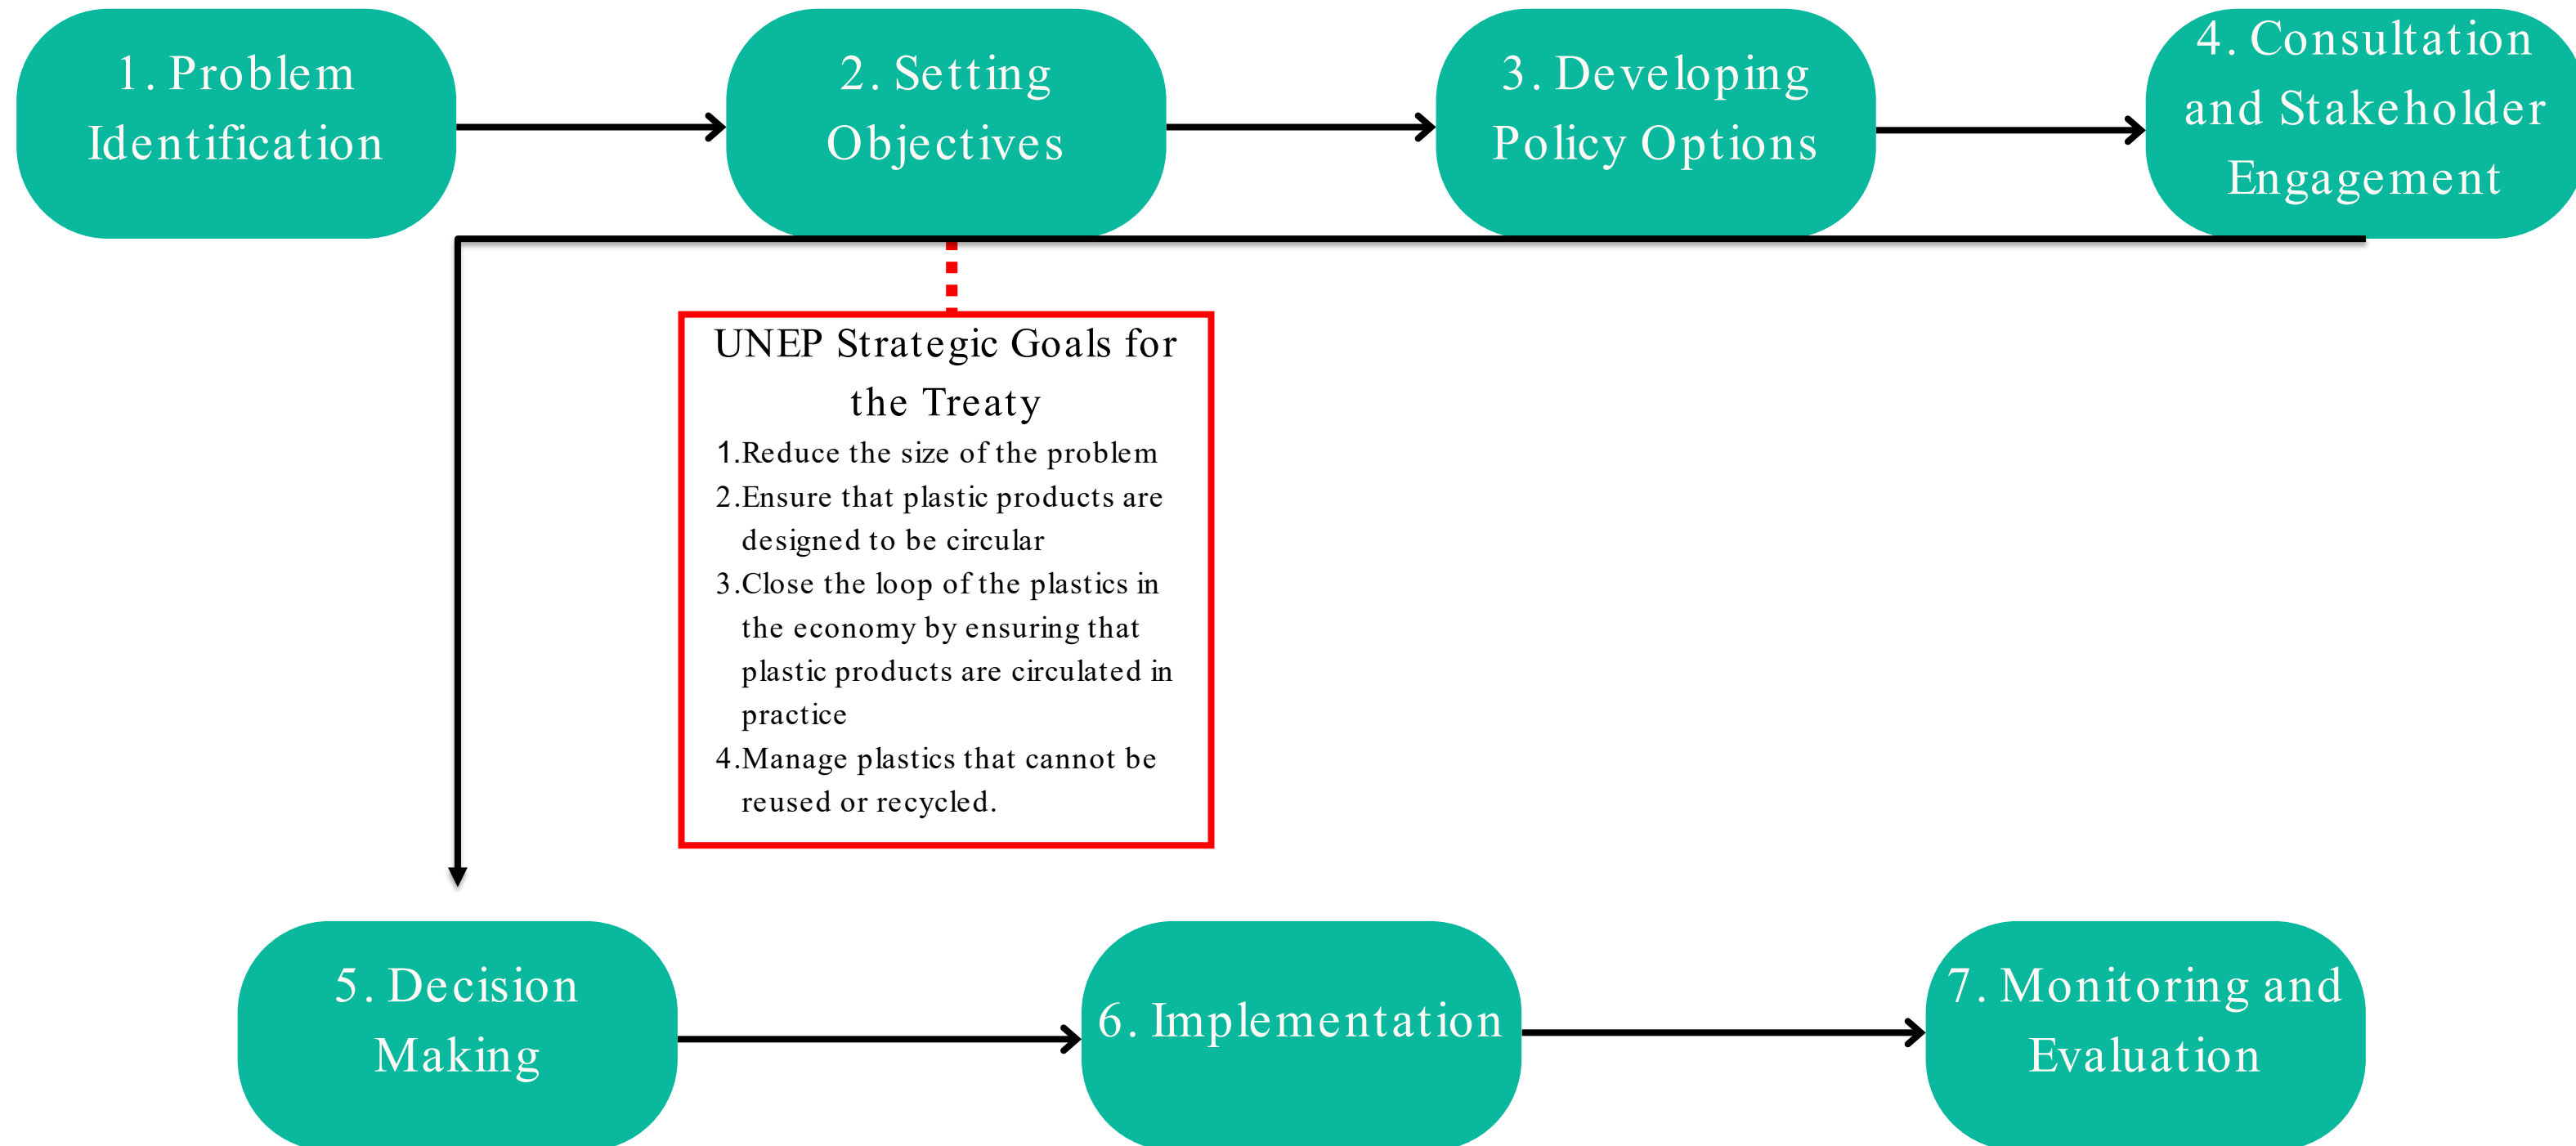 1. Problem
Identification
2. Setting
Objectives
3. Developing
Policy Options
4. Consultation
and Stakeholder
Engagement
UNEP Strategic Goals for
the Treaty
1.Reduce the size of the problem
2.Ensure that plastic products are
designed to be circular
3.Close the loop of the plastics in
the economy by ensuring that
plastic products are circulated in
practice
4.Manage plastics that cannot be
reused or recycled.
5. Decision
Making
6. Implementation
7. Monitoring and
Evaluation